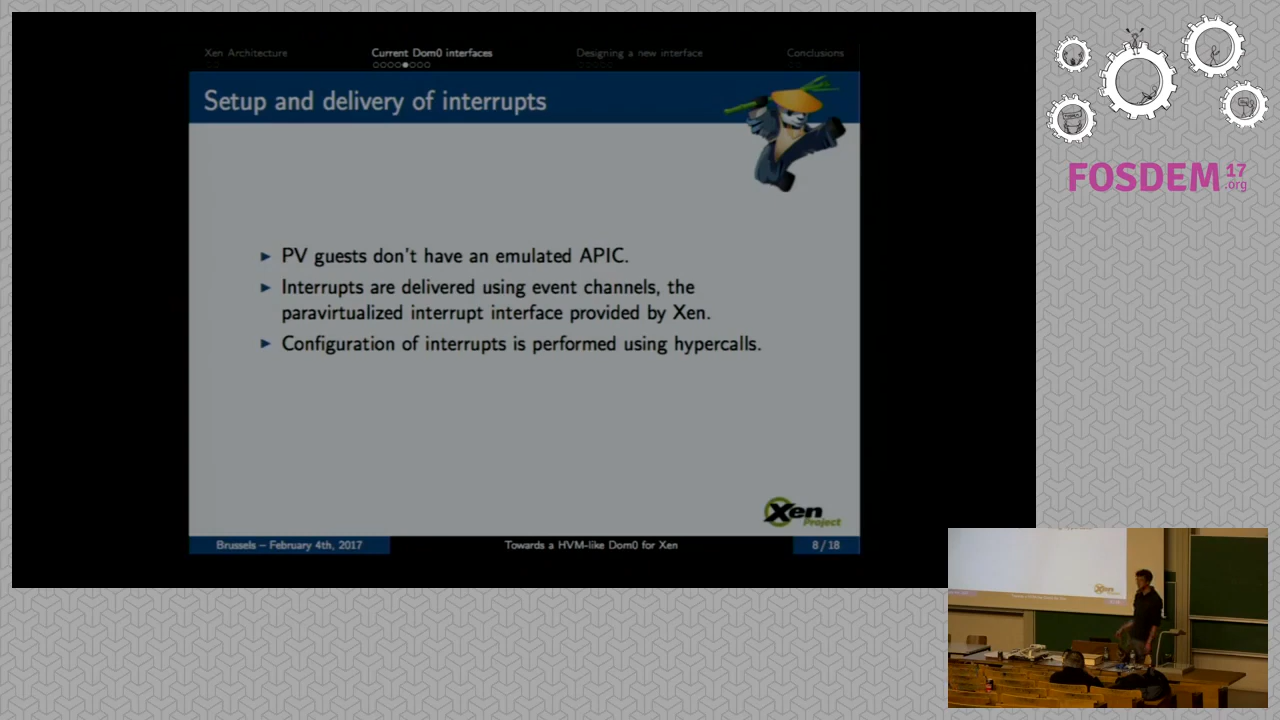 Xen Architecture
Current Dom0 interfaces
Designing a new interface
Conclusions
Setup and delivery of interrupts
► PV guests don't have an emulated APIC.
► Interrupts are delivered using event channels, the
paravirtualized interrupt interface provided by Xen.
► Configuration of interrupts is performed using hypercalls.
Xen
Project
Brussels – February 4th, 2017
Towards a HVM-like Dom0 for Xen
8 / 18
FOSDEM 17
.org
Xen